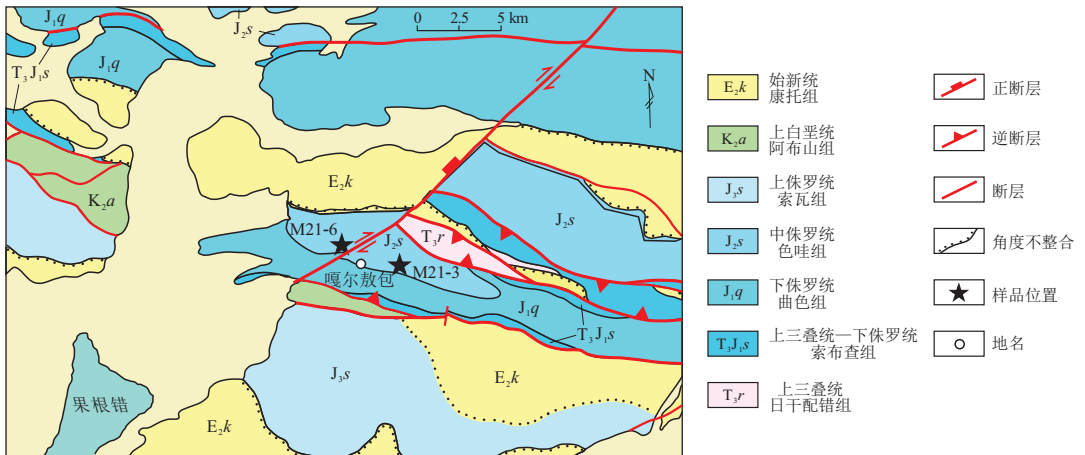 J₁q
J₂s
0 2.5 5 km
T₃J₁s
J₁q
N
K₂a
E₂k
J₂s
M21-6
J₂s
T₃r
M21-3
嘎尔敖包
J₁q
T₃J₁s
J₃s
E₂k
果根错
E₂k
E₂k
始新统
康托组
K₂a
上白垩统
阿布山组
J₃s
上侏罗统
索瓦组
J₂s
中侏罗统
色哇组
J₁q
下侏罗统
曲色组
T₃J₁s
上三叠统—下侏罗统
索布查组
T₃r
上三叠统
日干配错组
正断层
逆断层
断层
角度不整合
样品位置
地名